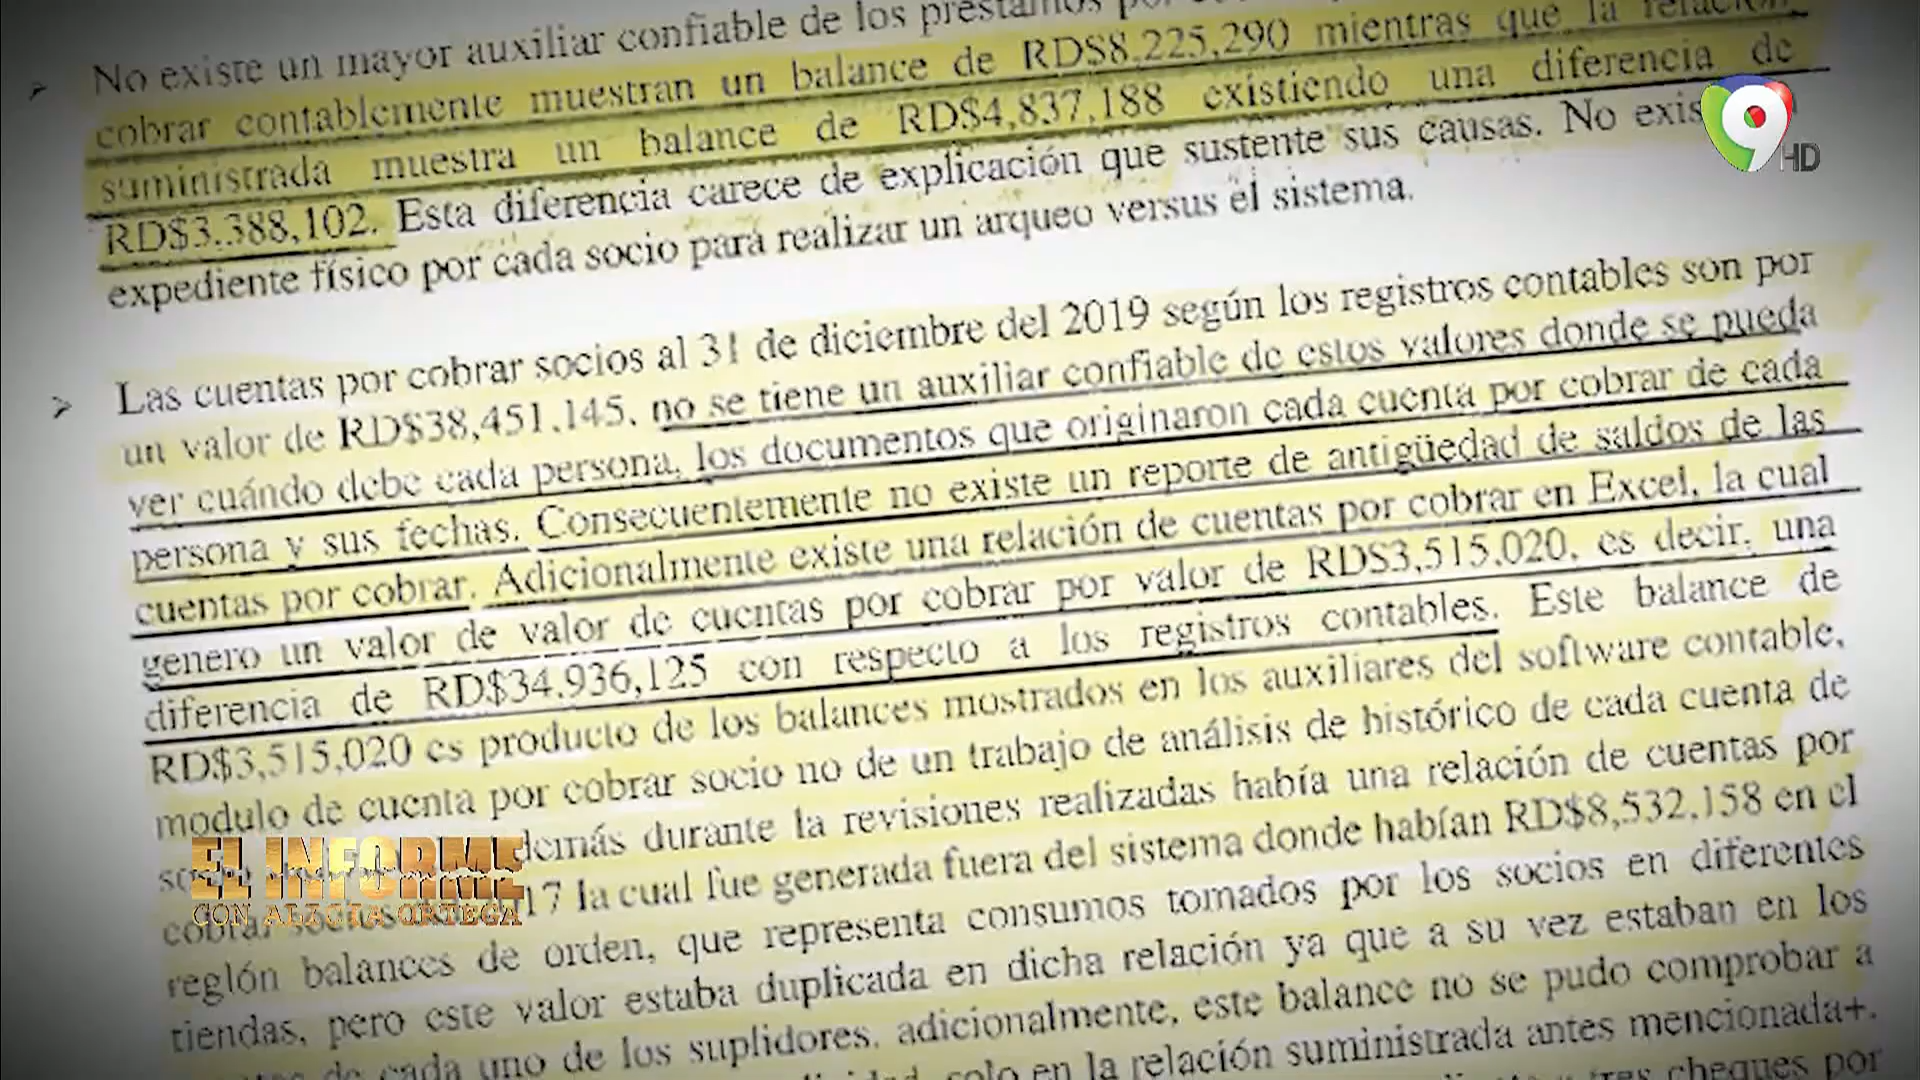 No existe un mayor auxiliar confiable de los préstamos
cobrar contablemente muestran un balance de RD$8,225,290 mientras que la relación
suministrada muestra un balance de RD$4,837,188 existiendo una diferencia de
RD$3.388,102. Esta diferencia carece de explicación que sustente sus causas. No exis
expediente físico por cada socio para realizar un arqueo versus el sistema.
Las cuentas por cobrar socios al 31 de diciembre del 2019 según los registros contables son por
un valor de RD$38,451,145, no se tiene un auxiliar confiable de estos valores donde se pueda
ver cuándo debe cada persona, los documentos que originaron cada cuenta por cobrar de cada
persona y sus fechas. Consecuentemente no existe un reporte de antigüedad de saldos de las
cuentas por cobrar. Adicionalmente existe una relación de cuentas por cobrar en Excel, la cual
genero un valor de valor de cuentas por cobrar por valor de RD$3,515,020, es decir, una
diferencia de RD$34,936,125 con respecto a los registros contables. Este balance de
RD$3,515,020 es producto de los balances mostrados en los auxiliares del software contable,
modulo de cuenta por cobrar socio no de un trabajo de análisis de histórico de cada cuenta de
demás durante la revisiones realizadas había una relación de cuentas por
cobrar socios 17 la cual fue generada fuera del sistema donde habían RD$8,532,158 en el
reglón balances de orden, que representa consumos tomados por los socios en diferentes
tiendas, pero este valor estaba duplicada en dicha relación ya que a su vez estaban en los
de cada uno de los suplidores, adicionalmente, este balance no se pudo comprobar a
solo en la relación suministrada antes mencionada+.
tres cheques por
9 HD
EL INFORME
CON ALICIA ORTEGA